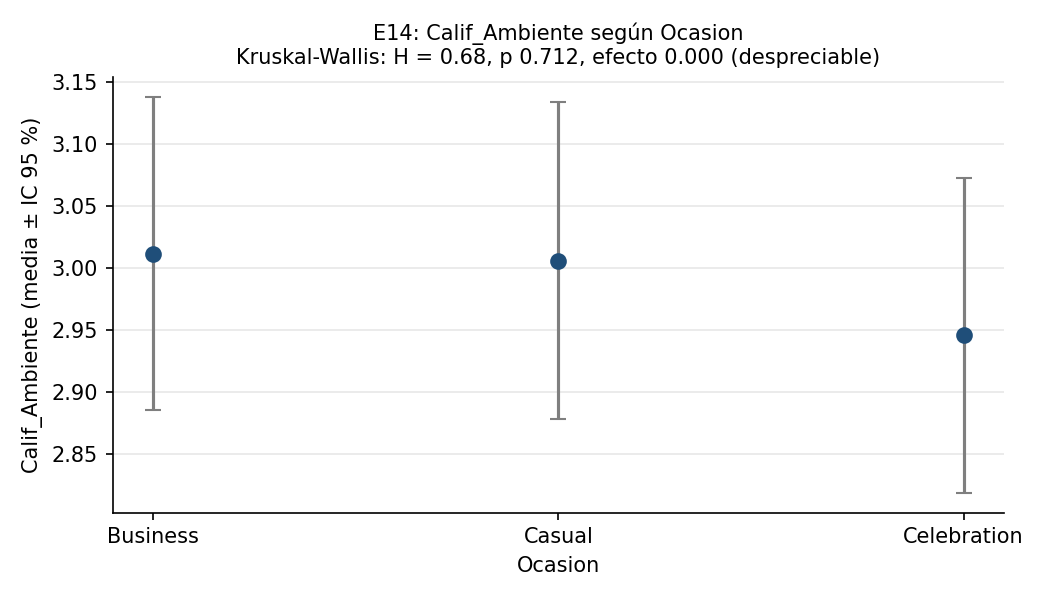 E14: Calif_Ambiente según Ocasion
Kruskal-Wallis: H = 0.68, p 0.712, efecto 0.000 (despreciable)
Calif_Ambiente (media ± IC 95 %)
3.15
3.10
3.05
3.00
2.95
2.90
2.85
Business
Casual
Celebration
Ocasion